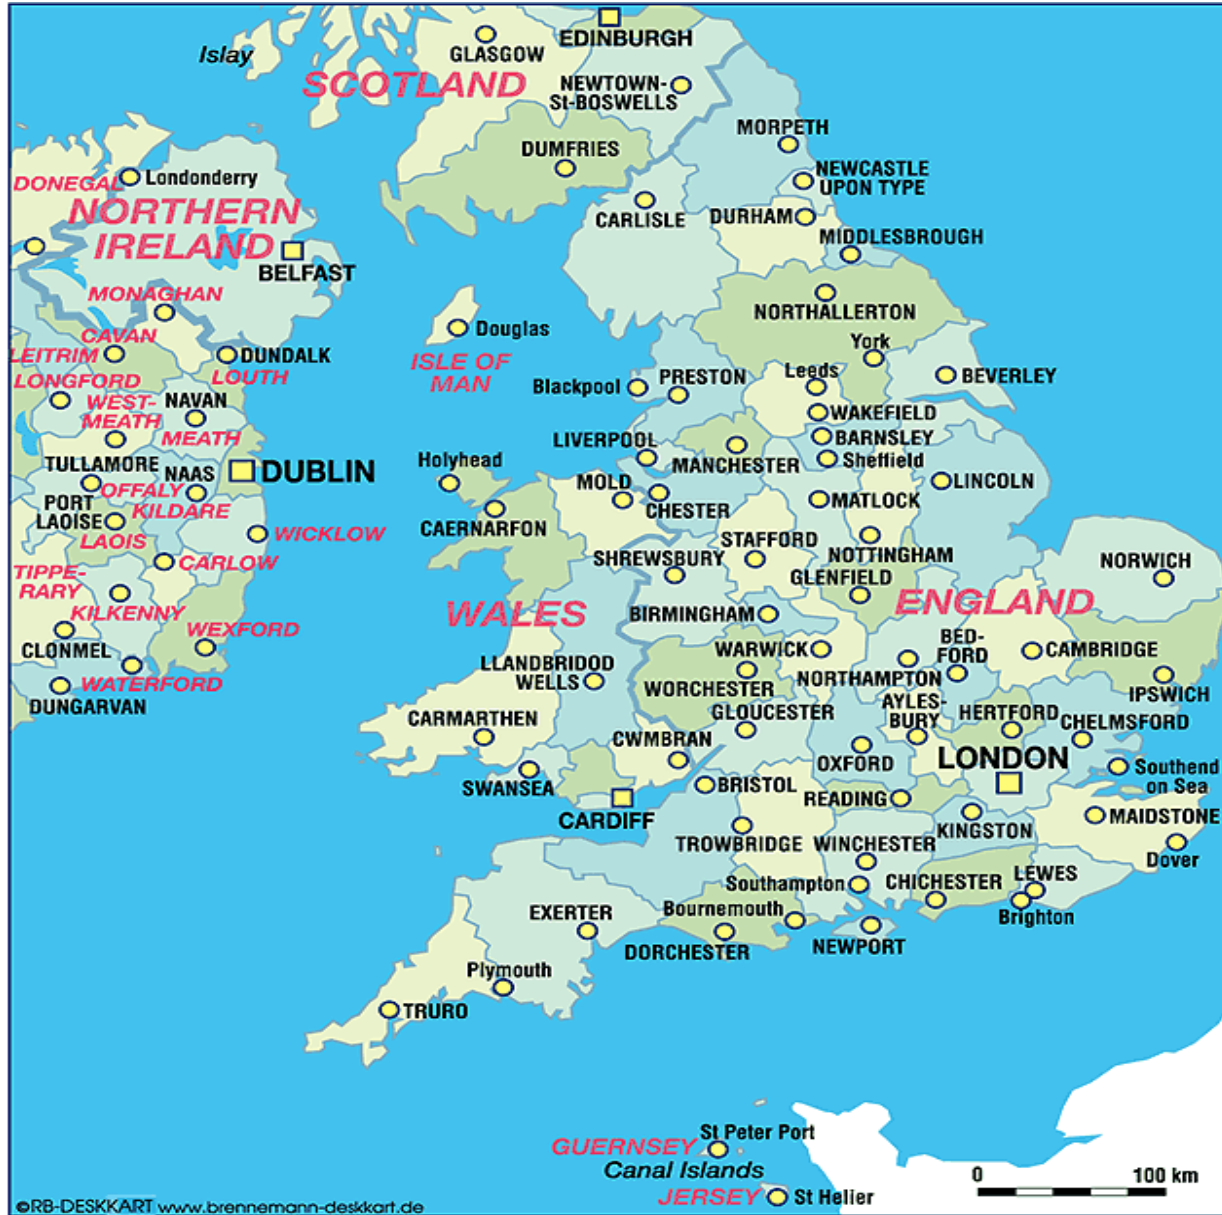 Islay
GLASGOW
EDINBURGH
SCOTLAND
NEWTOWN-
St-BOSWELLS
MORPETH
DUMFRIES
NEWCASTLE
UPON TYPE
DONEGAL
Londonderry
NORTHERN
IRELAND
CARLISLE
DURHAM
MIDDLESBROUGH
BELFAST
MONAGHAN
NORTHALLERTON
Douglas
CAVAN
LEITRIM
DUNDALK
ISLE OF
MAN
York
LONGFORD
LOUTH
Leeds
BEVERLEY
Blackpool
PRESTON
WEST-
MEATH
NAVAN
WAKEFIELD
MEATH
LIVERPOOL
BARNSLEY
MANCHESTER
Sheffield
TULLAMORE
NAAS
DUBLIN
Holyhead
MOLD
LINCOLN
OFFALY
CHESTER
MATLOCK
PORT
LAOISE
KILDARE
CAERNARFON
LAOIS
WICKLOW
STAFFORD
NOTTINGHAM
SHREWSBURY
CARLOW
NORWICH
TIPPE-
RARY
GLENFIELD
KILKENNY
WALES
BIRMINGHAM
ENGLAND
WEXFORD
CLONMEL
LLANDBRIDOD
WELLS
WARWICK
BED-
FORD
CAMBRIDGE
WATERFORD
WORCHESTER
NORTHAMPTON
IPSWICH
DUNGARVAN
CARMARTHEN
GLOUCESTER
AYLES-
BURY
HERTFORD
CHELMSFORD
CWMBRAN
OXFORD
LONDON
Southend
on Sea
SWANSEA
BRISTOL
READING
CARDIFF
MAIDSTONE
TROWBRIDGE
WINCHESTER
KINGSTON
Dover
Southampton
CHICHESTER
LEWES
EXERTER
Bournemouth
Brighton
DORCHESTER
NEWPORT
Plymouth
TRURO
St Peter Port
GUERNSEY
Canal Islands
JERSEY
St Helier
0 100 km
©RB-DESKKART www.brennemann-deskkart.de